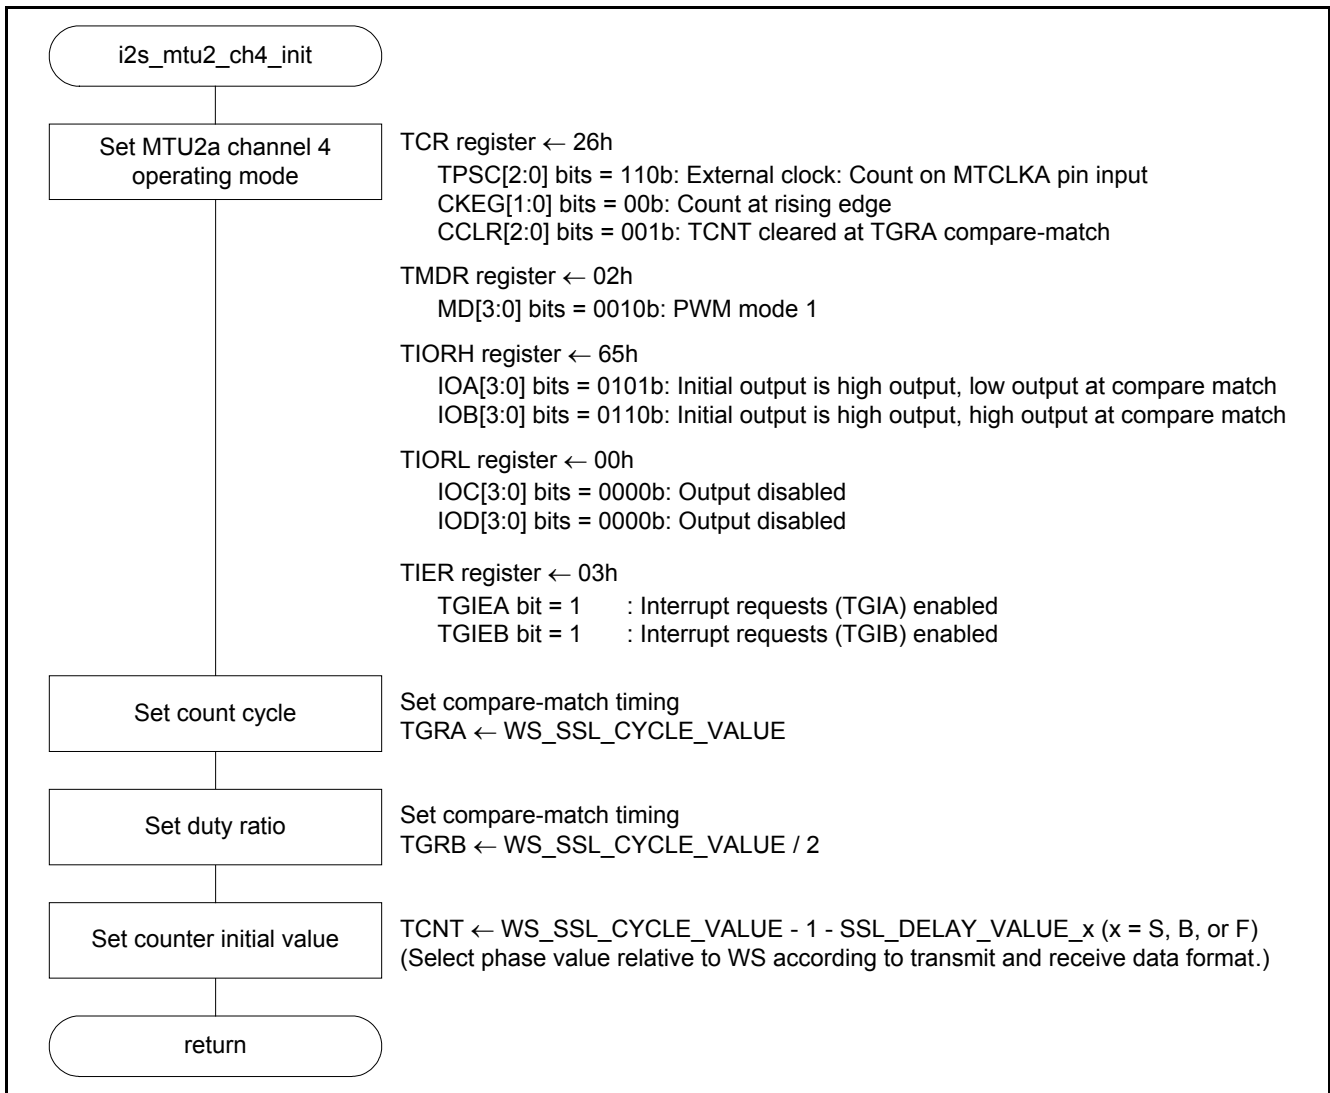 i2s_mtu2_ch4_init
Set MTU2a channel 4
operating mode
TCR register ← 26h
TPSC[2:0] bits = 110b: External clock: Count on MTCLKA pin input
CKEG[1:0] bits = 00b: Count at rising edge
CCLR[2:0] bits = 001b: TCNT cleared at TGRA compare-match
TMDR register ← 02h
MD[3:0] bits = 0010b: PWM mode 1
TIORH register ← 65h
IOA[3:0] bits = 0101b: Initial output is high output, low output at compare match
IOB[3:0] bits = 0110b: Initial output is high output, high output at compare match
TIORL register ← 00h
IOC[3:0] bits = 0000b: Output disabled
IOD[3:0] bits = 0000b: Output disabled
TIER register ← 03h
TGIEA bit = 1 : Interrupt requests (TGIA) enabled
TGIEB bit = 1 : Interrupt requests (TGIB) enabled
Set count cycle
Set compare-match timing
TGRA ← WS_SSL_CYCLE_VALUE
Set duty ratio
Set compare-match timing
TGRB ← WS_SSL_CYCLE_VALUE / 2
Set counter initial value
TCNT ← WS_SSL_CYCLE_VALUE - 1 - SSL_DELAY_VALUE_x (x = S, B, or F)
(Select phase value relative to WS according to transmit and receive data format.)
return